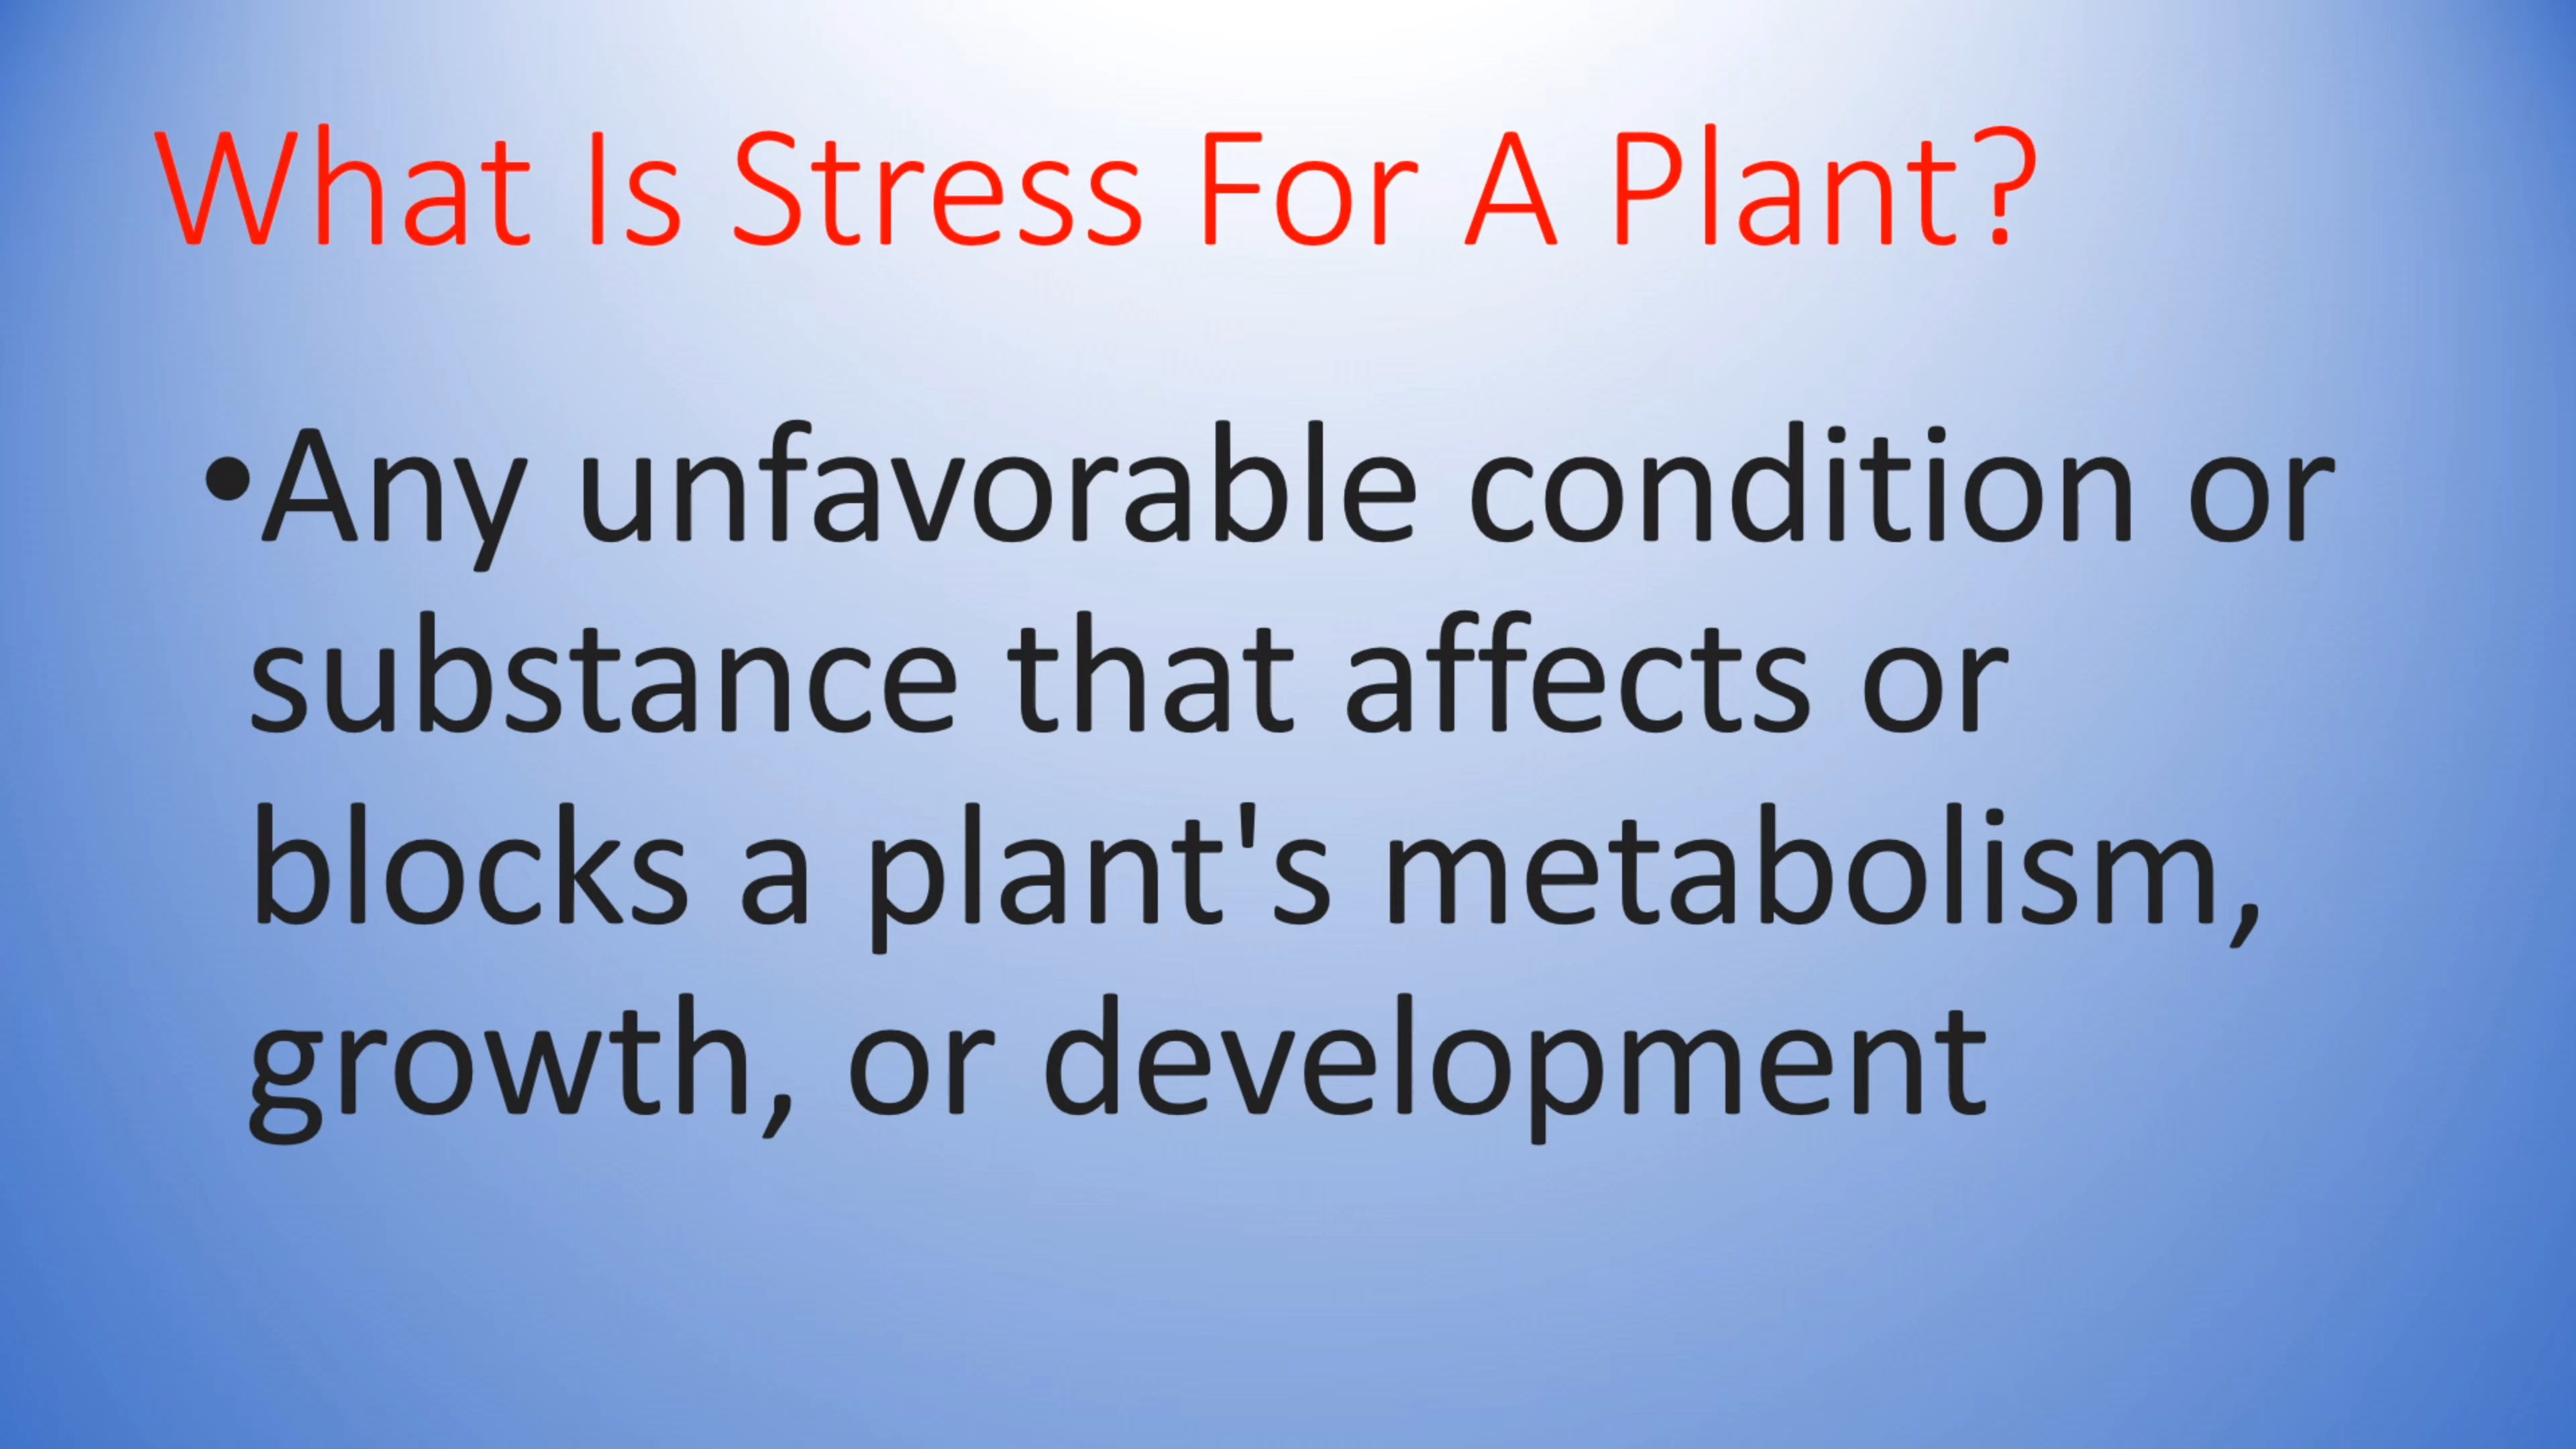 What Is Stress For A Plant?
•Any unfavorable condition or
substance that affects or
blocks a plant's metabolism,
growth, or development